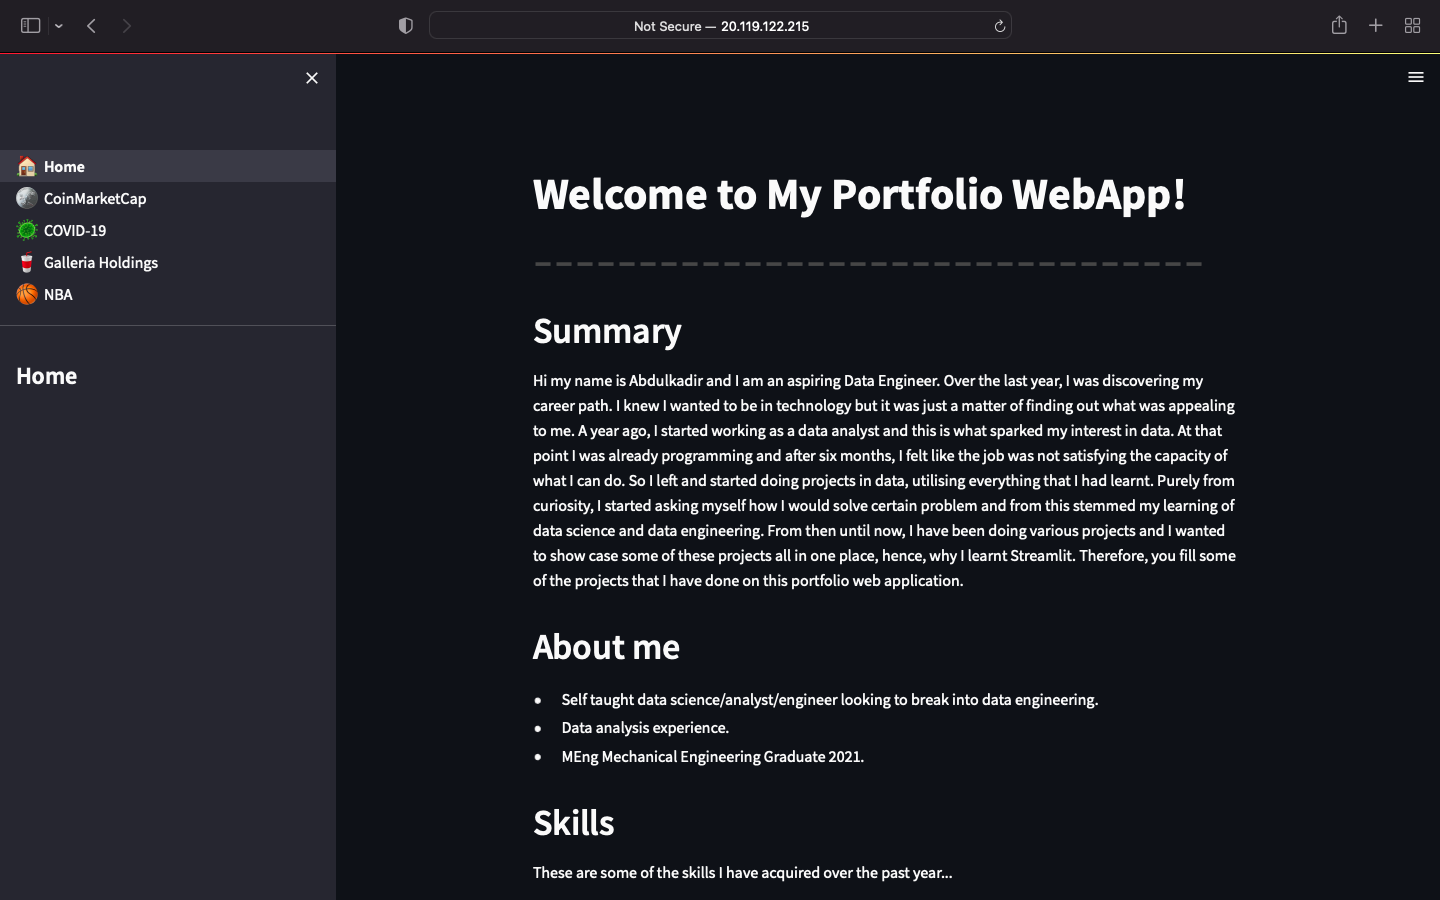 Not Secure — 20.119.122.215
Home
CoinMarketCap
COVID-19
Galleria Holdings
NBA
Home
Welcome to My Portfolio WebApp!
Summary
Hi my name is Abdulkadir and I am an aspiring Data Engineer. Over the last year, I was discovering my
career path. I knew I wanted to be in technology but it was just a matter of finding out what was appealing
to me. A year ago, I started working as a data analyst and this is what sparked my interest in data. At that
point I was already programming and after six months, I felt like the job was not satisfying the capacity of
what I can do. So I left and started doing projects in data, utilising everything that I had learnt. Purely from
curiosity, I started asking myself how I would solve certain problem and from this stemmed my learning of
data science and data engineering. From then until now, I have been doing various projects and I wanted
to show case some of these projects all in one place, hence, why I learnt Streamlit. Therefore, you fill some
of the projects that I have done on this portfolio web application.
About me
• Self taught data science/analyst/engineer looking to break into data engineering.
• Data analysis experience.
• MEng Mechanical Engineering Graduate 2021.
Skills
These are some of the skills I have acquired over the past year...